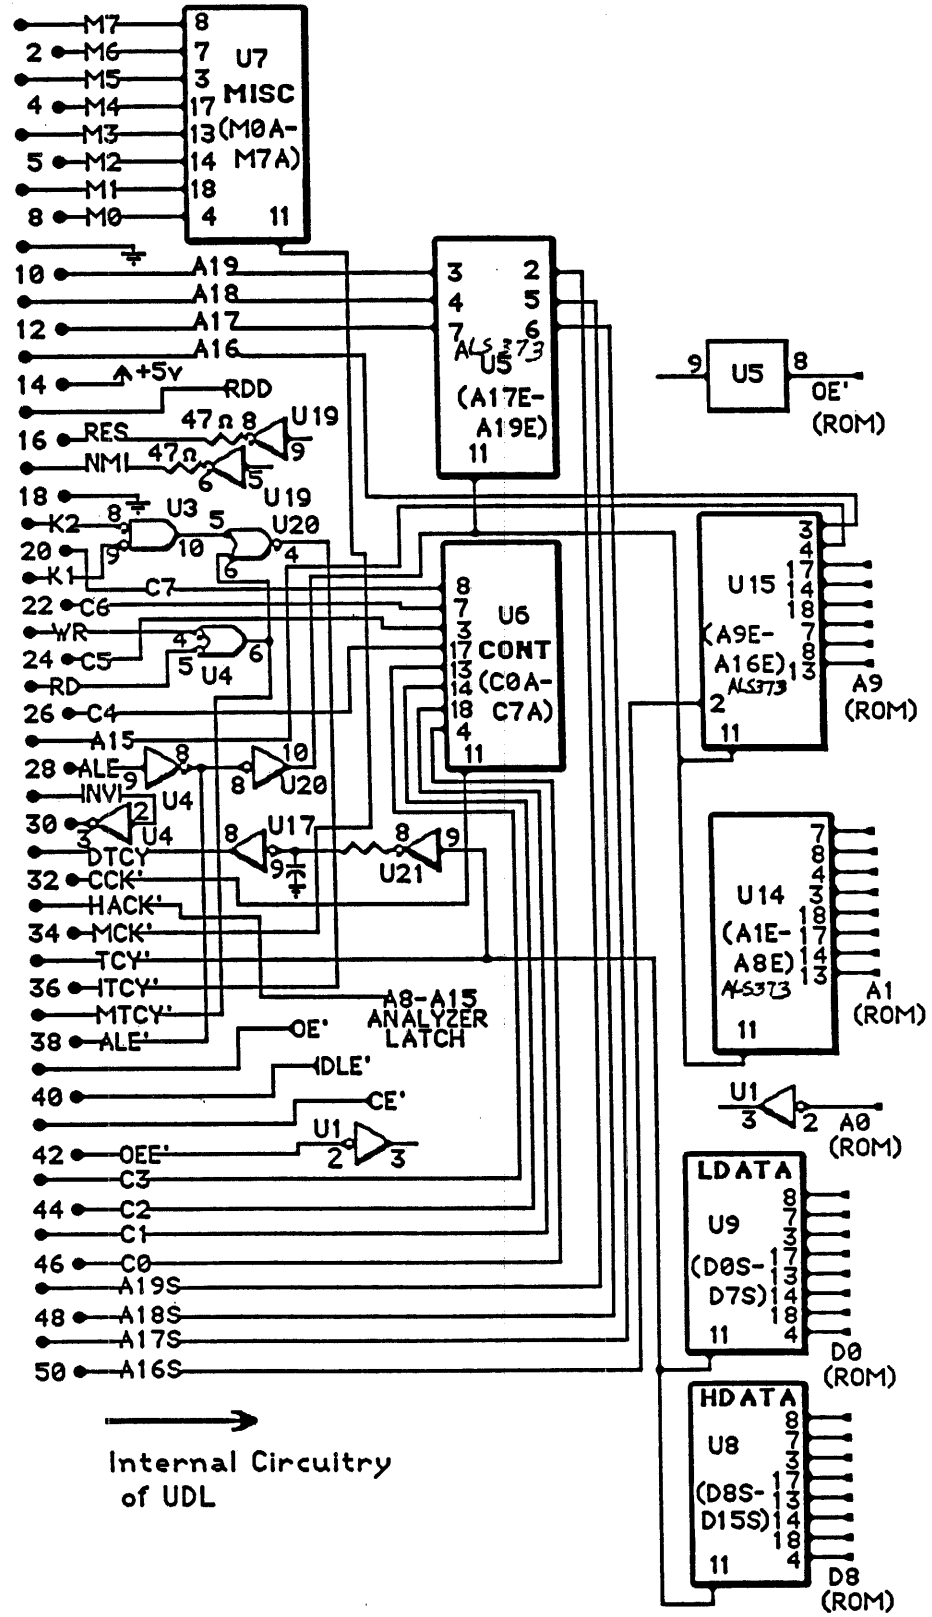 M7 8
2 M6 7
U7
M5 3
MISC
4 M4 17
M3 13 (M0A-
5 M2 14 M7A)
M1 18
8 M0 4 11
10 A19 3 2
A18 4 5
12 A17 7 6
ALS373
A16
U5
14 +5v
RDD
(A17E-
A19E)
11
9 U5 8
OE'
(ROM)
16 RES 47Ω 8 U19
9
NMI 47Ω
6 5
U19
18
K2 8 U3 5 U20
20 9 10 4
K1 6
C7 8
22 C6 7
WR 4 3
24 C5 5 6 17
U4
RD 13
26 C4 14
18
A15 4
U6
CONT
(C0A-
C7A)
11
3
4
17
U15 14
18
(A9E- 7
A16E) 8
ALS373 13
2
11
A9
(ROM)
28 ALE 9 8 10
U4 8 U20
INVI
30 3 2
U4
DTCY 8 U17 8 9
9 U21
32 CCK'
HACK'
34 MCK'
TCY'
36 ITCY'
A8-A15
MTCY' ANALYZER
LATCH
38 ALE'
OE'
40 IDLE'
CE'
42 OEE' U1
2 3
C3
44 C2
C1
46 C0
A19S
48 A18S
A17S
50 A16S
7
8
4
U14 3
18
(A1E- 17
A8E) 14
ALS373 13
11
A1
(ROM)
U1
3 2 A0
(ROM)
LDATA
8
U9 7
3
17
(D0S- 13
D7S) 14
18
11 4
D0
(ROM)
HDATA
8
U8 7
3
17
(D8S- 13
D15S) 14
18
11 4
D8
(ROM)
Internal Circuitry
of UDL